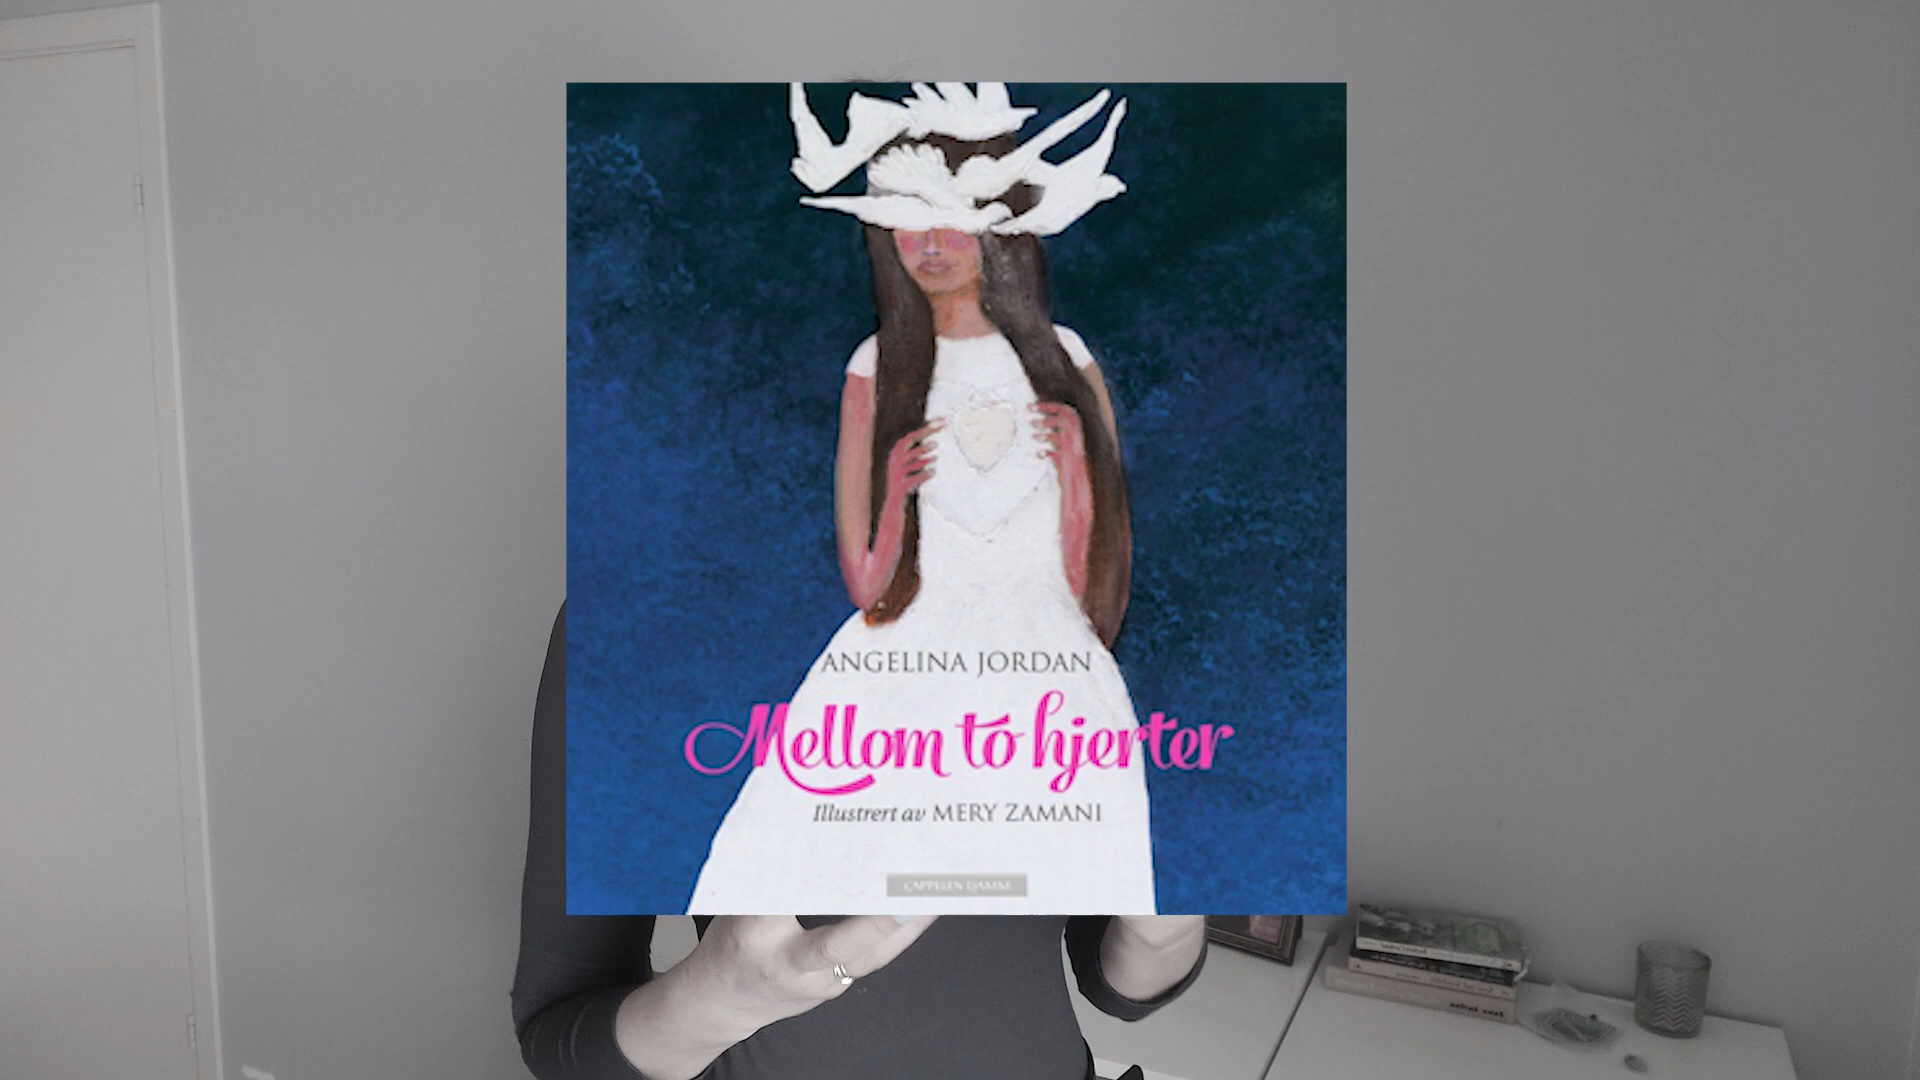 ANGELINA JORDAN
Mellom to hjerter
Illustrert av MERY ZAMANI
CAPPELEN DAMM